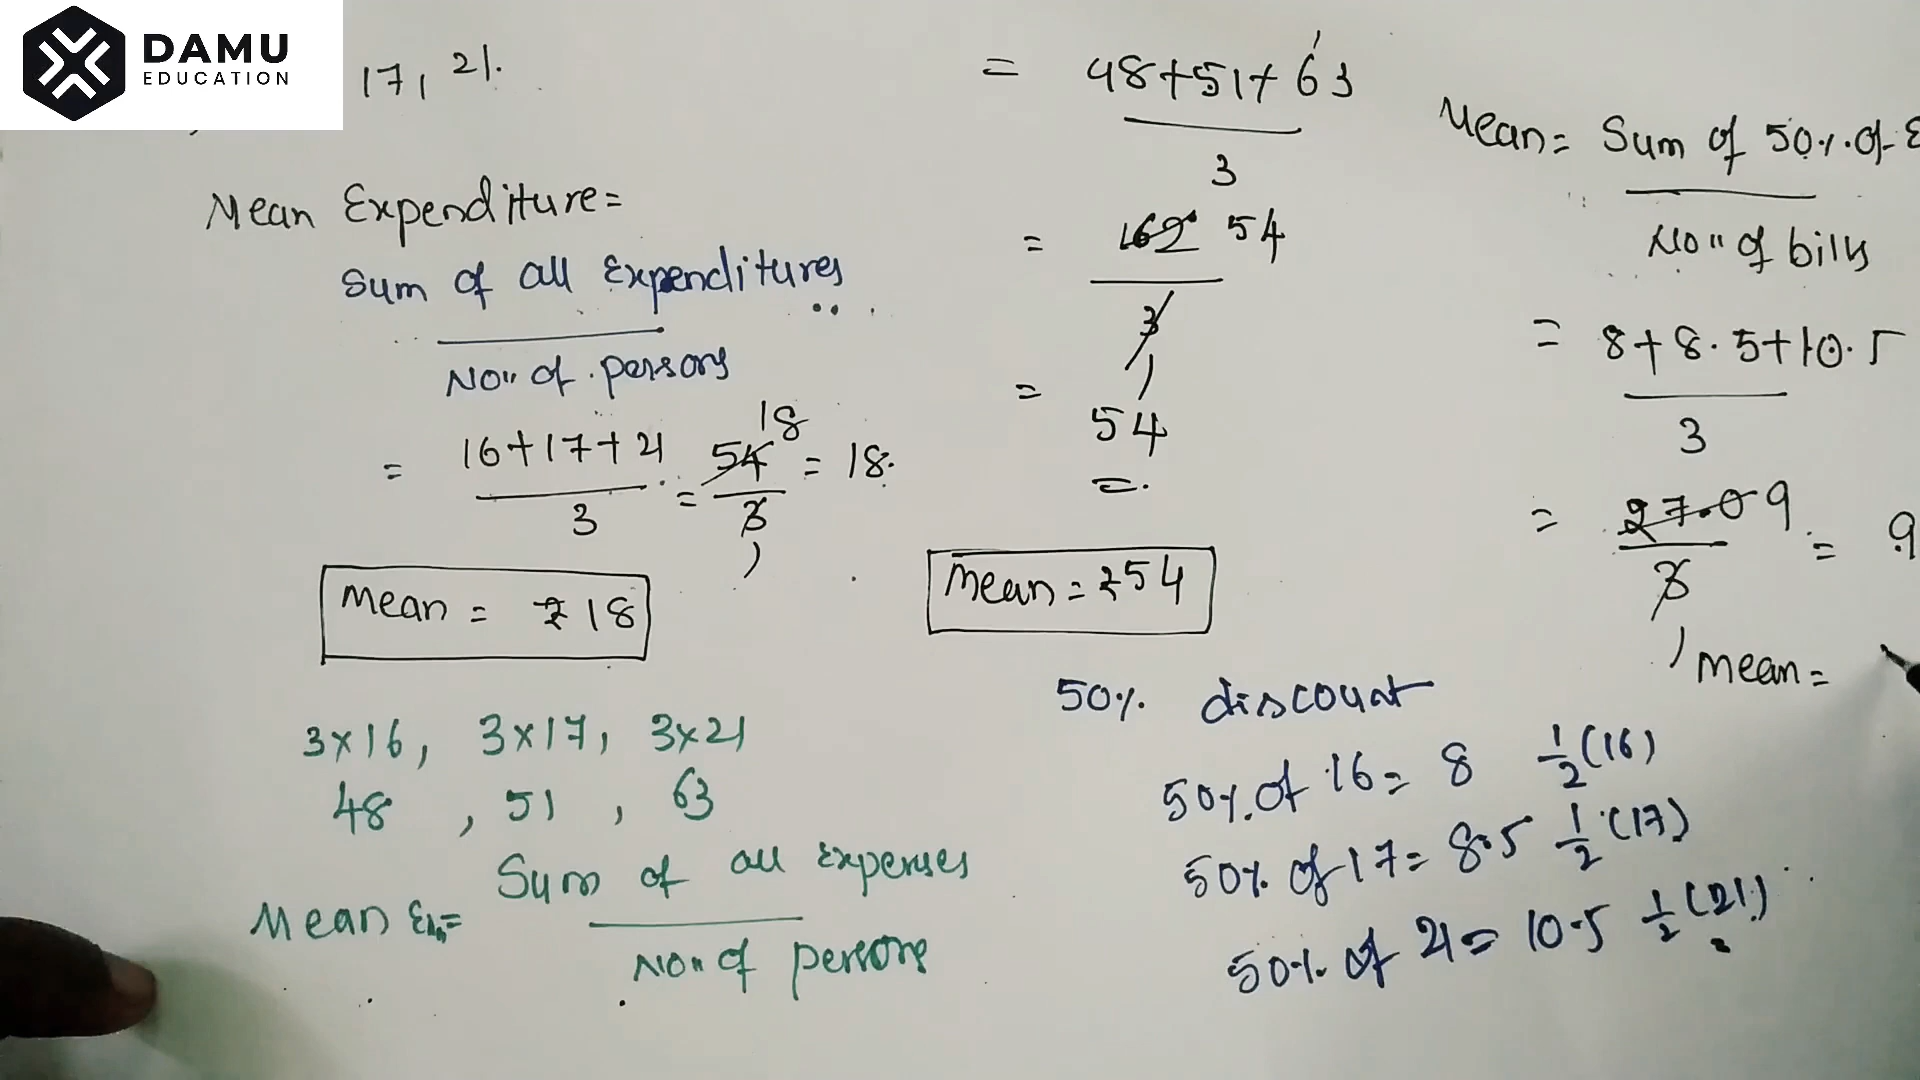 DAMU
EDUCATION
17, 21.
Mean Expenditure=
Sum of all Expenditures
No" of persons
= 16+17+21 = 54 18 = 18.
3 3
1
Mean = ₹18
3×16, 3×17, 3×21
48 , 51 , 63
Sum of all expenses
Mean =
No" of persons
= 48+51+63
3
= 162 54
3
1
= 54
Mean = ₹54
50% discount
50% of 16 = 8 1/2 (16)
50% of 17 = 8.5 1/2 (17)
50% of 21 = 10.5 1/2 (21)
Mean = Sum of 50% of E
No" of bills
= 8+8.5+10.5
3
= 27.0 9 = 9
3
1
Mean =